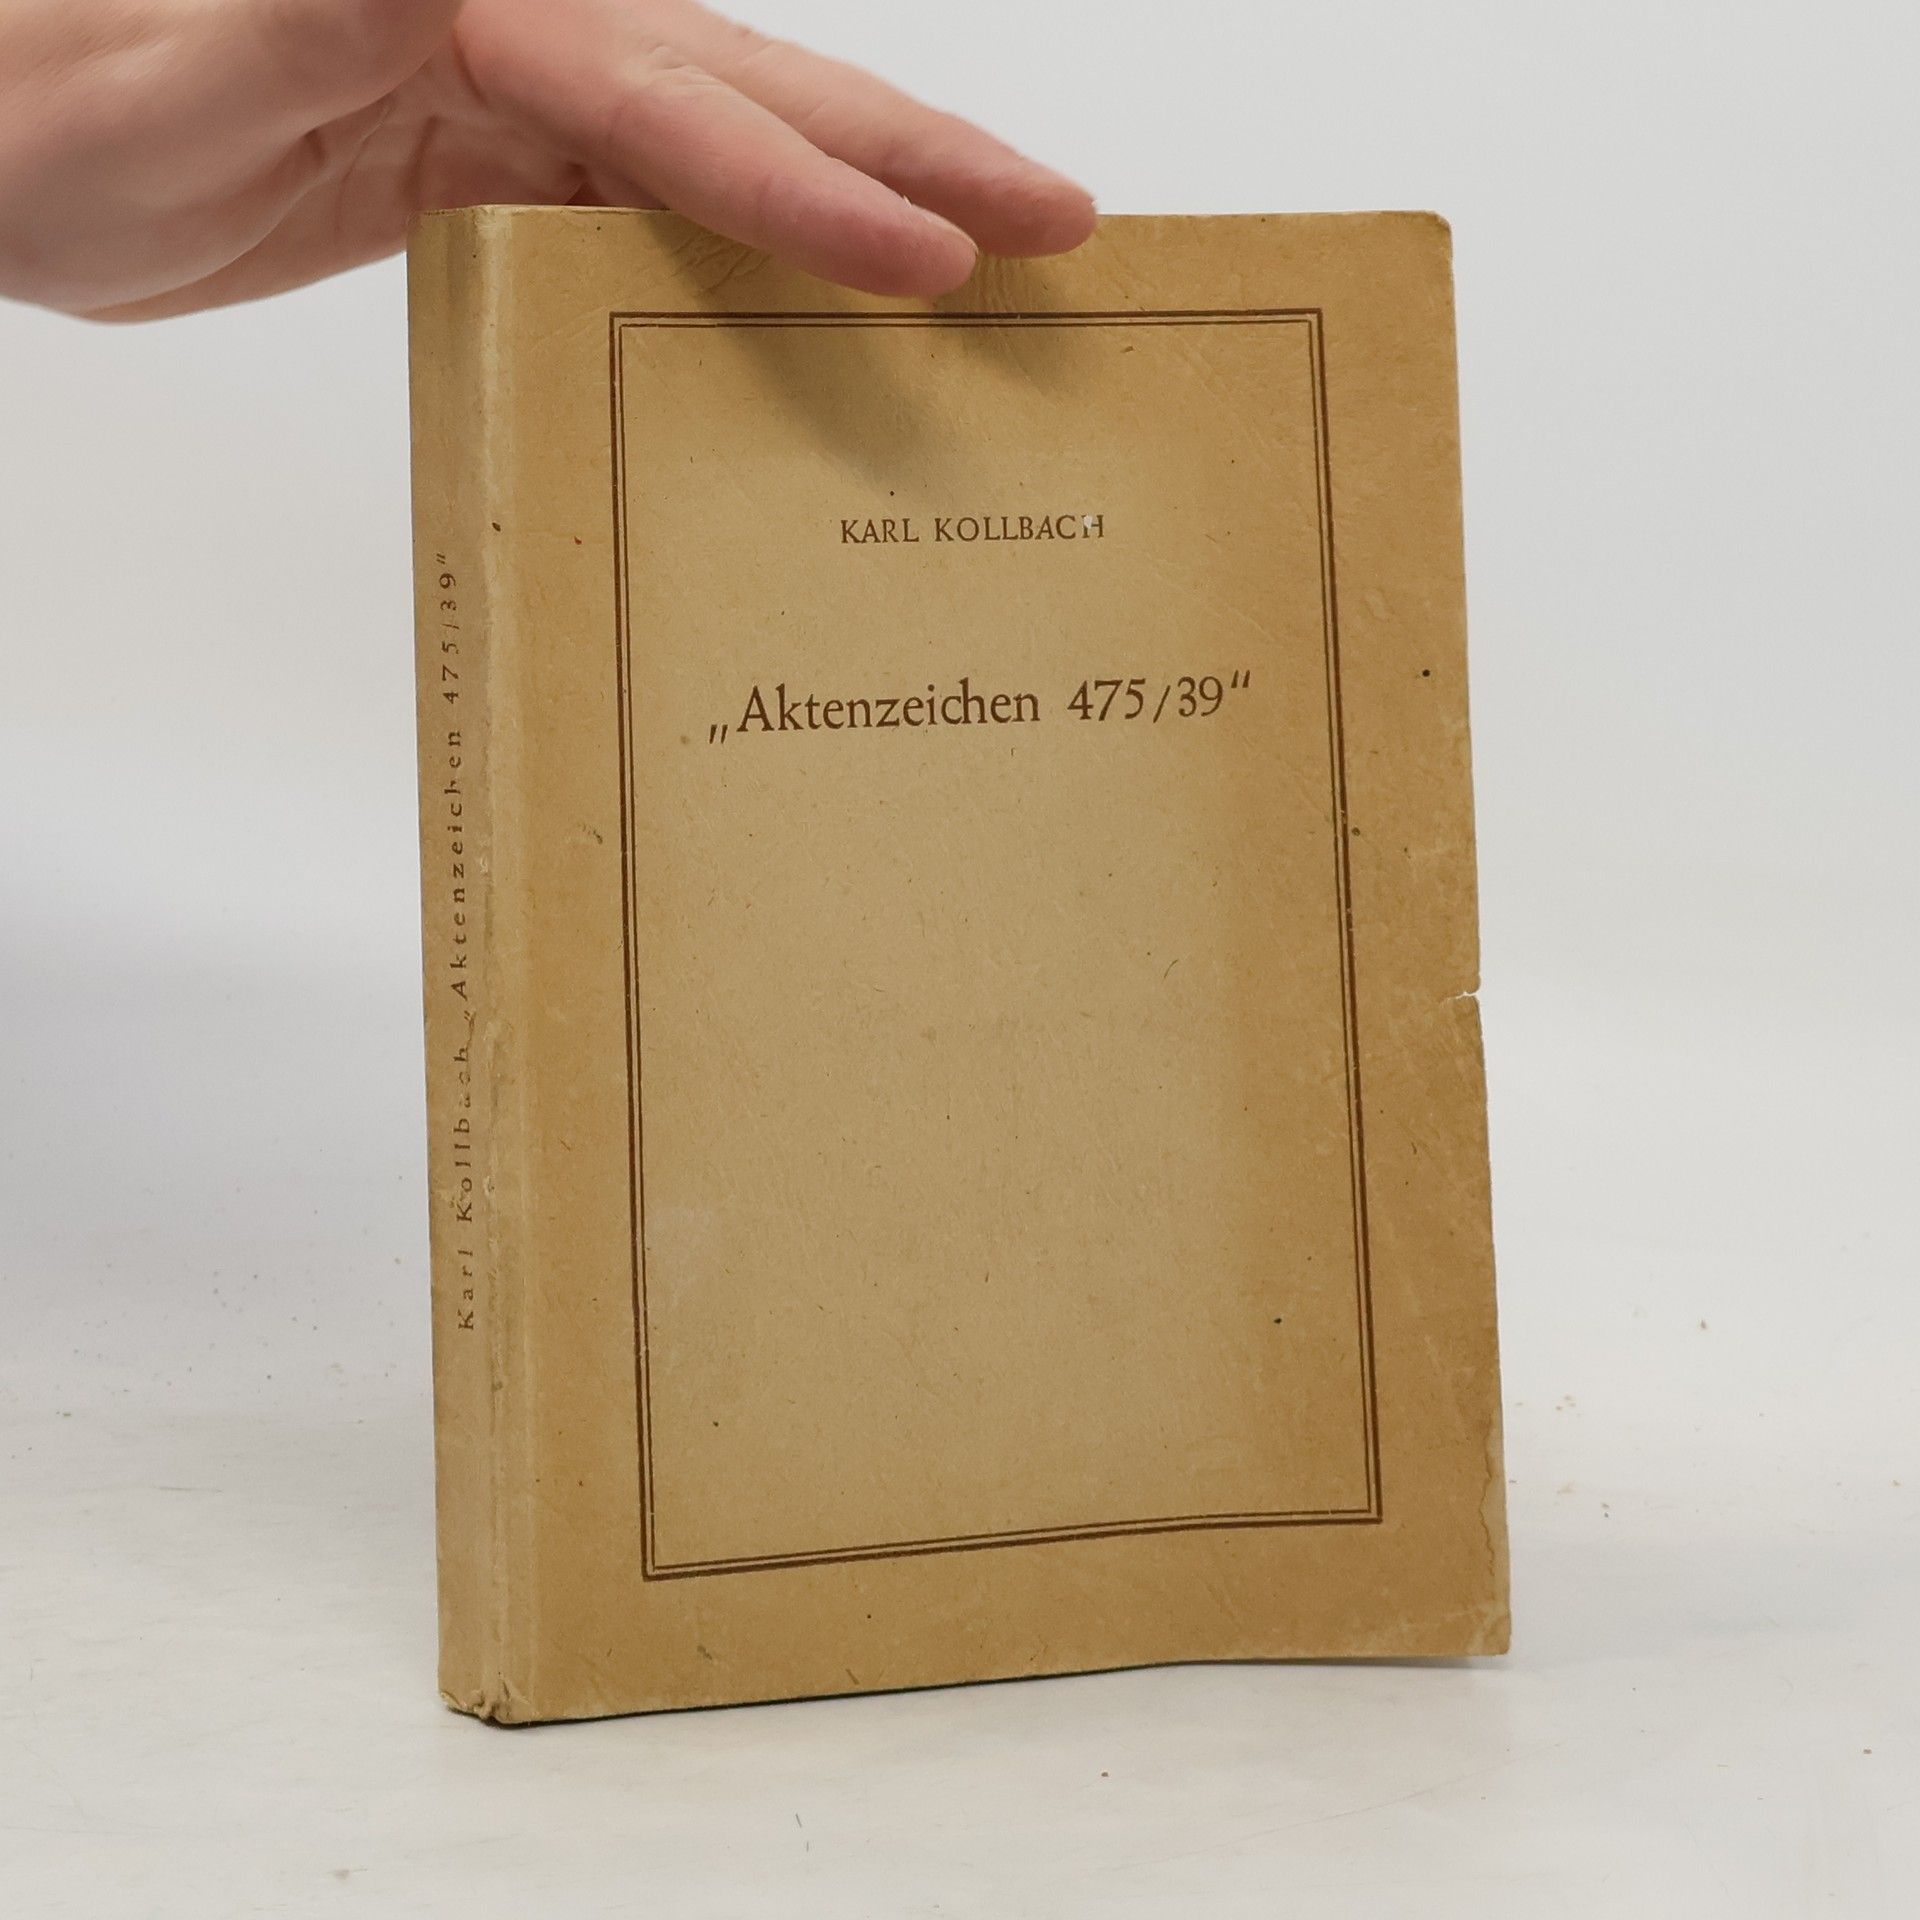 KARL KOLLBACH
„Aktenzeichen 475/39“
Karl Kollbach „Aktenzeichen 475/39“